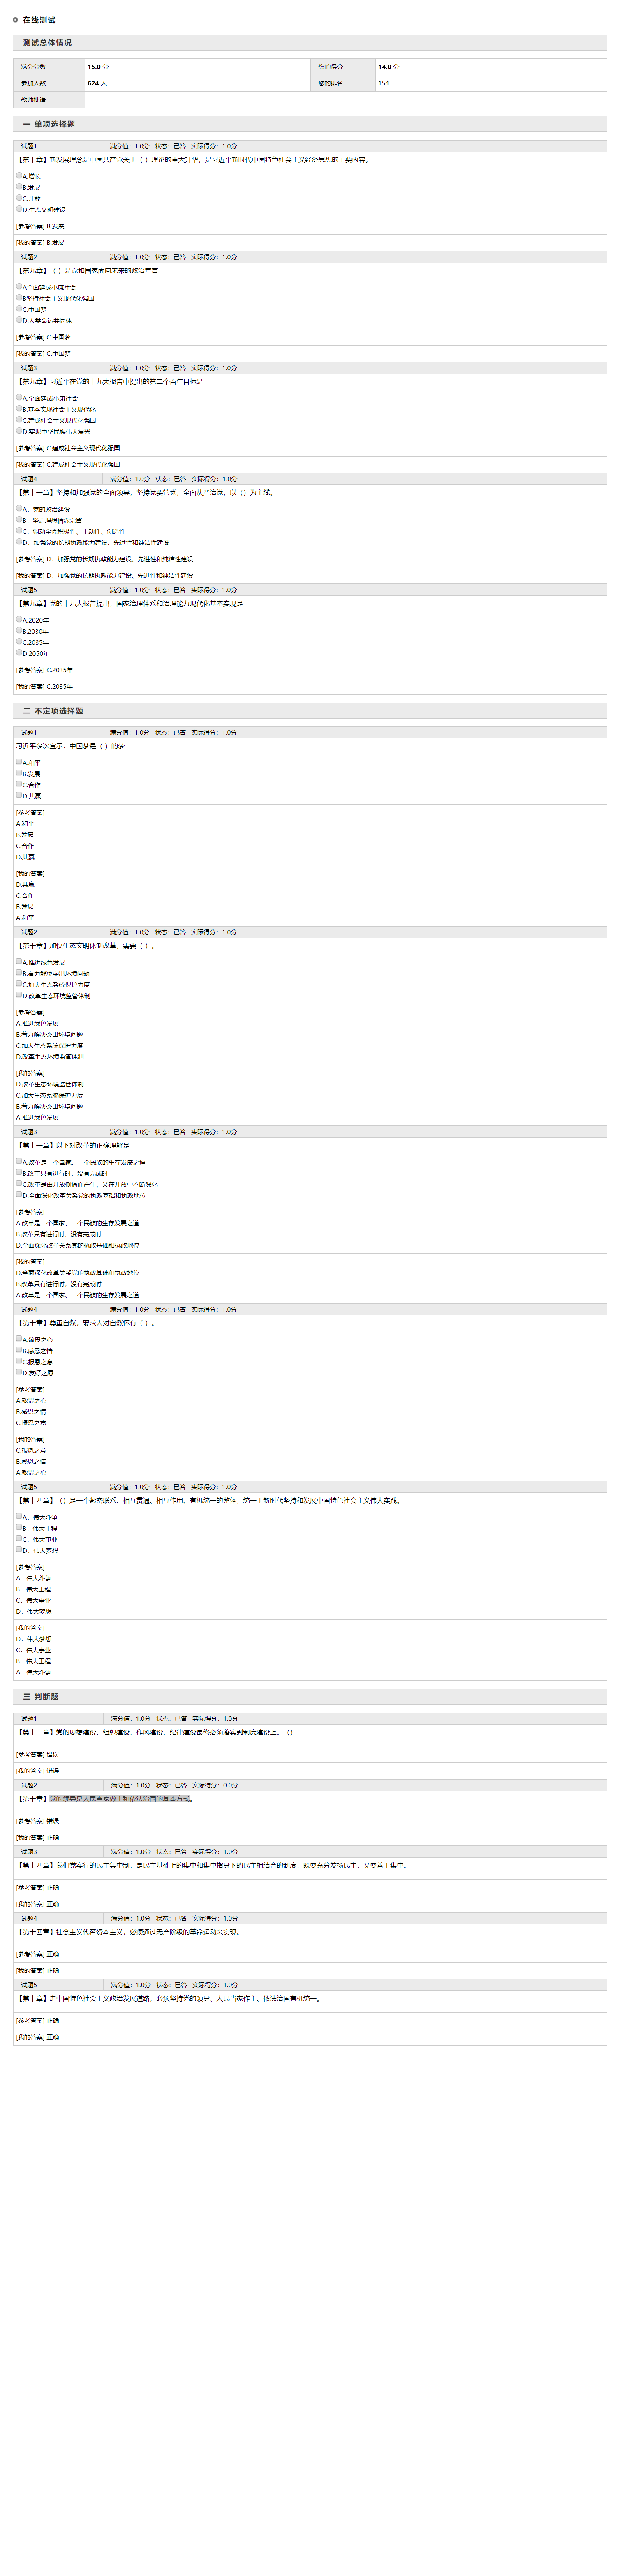 在线测试
测试总体情况
满分分数 15.0 分 您的得分 14.0 分
参加人数 624 人 您的排名 154
教师批语
一 单项选择题
试题1 满分值：1.0分 状态：已答 实际得分：1.0分
【第十章】新发展理念是中国共产党关于（ ）理论的重大升华，是习近平新时代中国特色社会主义经济思想的主要内容。
A.增长
B.发展
C.开放
D.生态文明建设
[参考答案] B.发展
[我的答案] B.发展
试题2 满分值：1.0分 状态：已答 实际得分：1.0分
【第九章】（ ）是党和国家面向未来的政治宣言
A全面建成小康社会
B坚持社会主义现代化强国
C.中国梦
D.人类命运共同体
[参考答案] C.中国梦
[我的答案] C.中国梦
试题3 满分值：1.0分 状态：已答 实际得分：1.0分
【第九章】习近平在党的十九大报告中提出的第二个百年目标是
A.全面建成小康社会
B.基本实现社会主义现代化
C.建成社会主义现代化强国
D.实现中华民族伟大复兴
[参考答案] C.建成社会主义现代化强国
[我的答案] C.建成社会主义现代化强国
试题4 满分值：1.0分 状态：已答 实际得分：1.0分
【第十一章】坚持和加强党的全面领导，坚持党要管党，全面从严治党，以（）为主线。
A．党的政治建设
B．坚定理想信念宗旨
C．调动全党积极性、主动性、创造性
D．加强党的长期执政能力建设、先进性和纯洁性建设
[参考答案] D．加强党的长期执政能力建设、先进性和纯洁性建设
[我的答案] D．加强党的长期执政能力建设、先进性和纯洁性建设
试题5 满分值：1.0分 状态：已答 实际得分：1.0分
【第九章】党的十九大报告提出，国家治理体系和治理能力现代化基本实现是
A.2020年
B.2030年
C.2035年
D.2050年
[参考答案] C.2035年
[我的答案] C.2035年
二 不定项选择题
试题1 满分值：1.0分 状态：已答 实际得分：1.0分
习近平多次宣示：中国梦是（ ）的梦
A.和平
B.发展
C.合作
D.共赢
[参考答案]
A.和平
B.发展
C.合作
D.共赢
[我的答案]
D.共赢
C.合作
B.发展
A.和平
试题2 满分值：1.0分 状态：已答 实际得分：1.0分
【第十章】加快生态文明体制改革，需要（ ）。
A.推进绿色发展
B.着力解决突出环境问题
C.加大生态系统保护力度
D.改革生态环境监管体制
[参考答案]
A.推进绿色发展
B.着力解决突出环境问题
C.加大生态系统保护力度
D.改革生态环境监管体制
[我的答案]
D.改革生态环境监管体制
C.加大生态系统保护力度
B.着力解决突出环境问题
A.推进绿色发展
试题3 满分值：1.0分 状态：已答 实际得分：1.0分
【第十一章】以下对改革的正确理解是
A.改革是一个国家、一个民族的生存发展之道
B.改革只有进行时，没有完成时
C.改革是由开放倒逼而产生，又在开放中不断深化
D.全面深化改革关系党的执政基础和执政地位
[参考答案]
A.改革是一个国家、一个民族的生存发展之道
B.改革只有进行时，没有完成时
D.全面深化改革关系党的执政基础和执政地位
[我的答案]
D.全面深化改革关系党的执政基础和执政地位
B.改革只有进行时，没有完成时
A.改革是一个国家、一个民族的生存发展之道
试题4 满分值：1.0分 状态：已答 实际得分：1.0分
【第十章】尊重自然，要求人对自然怀有（ ）。
A.敬畏之心
B.感恩之情
C.报恩之意
D.友好之愿
[参考答案]
A.敬畏之心
B.感恩之情
C.报恩之意
[我的答案]
C.报恩之意
B.感恩之情
A.敬畏之心
试题5 满分值：1.0分 状态：已答 实际得分：1.0分
【第十四章】（）是一个紧密联系、相互贯通、相互作用、有机统一的整体，统一于新时代坚持和发展中国特色社会主义伟大实践。
A．伟大斗争
B．伟大工程
C．伟大事业
D．伟大梦想
[参考答案]
A．伟大斗争
B．伟大工程
C．伟大事业
D．伟大梦想
[我的答案]
D．伟大梦想
C．伟大事业
B．伟大工程
A．伟大斗争
三 判断题
试题1 满分值：1.0分 状态：已答 实际得分：1.0分
【第十一章】党的思想建设、组织建设、作风建设、纪律建设最终必须落实到制度建设上。（）
[参考答案] 错误
[我的答案] 错误
试题2 满分值：1.0分 状态：已答 实际得分：0.0分
【第十章】党的领导是人民当家做主和依法治国的基本方式。
[参考答案] 错误
[我的答案] 正确
试题3 满分值：1.0分 状态：已答 实际得分：1.0分
【第十四章】我们党实行的民主集中制，是民主基础上的集中和集中指导下的民主相结合的制度，既要充分发扬民主，又要善于集中。
[参考答案] 正确
[我的答案] 正确
试题4 满分值：1.0分 状态：已答 实际得分：1.0分
【第十四章】社会主义代替资本主义，必须通过无产阶级的革命运动来实现。
[参考答案] 正确
[我的答案] 正确
试题5 满分值：1.0分 状态：已答 实际得分：1.0分
【第十章】走中国特色社会主义政治发展道路，必须坚持党的领导、人民当家作主、依法治国有机统一。
[参考答案] 正确
[我的答案] 正确